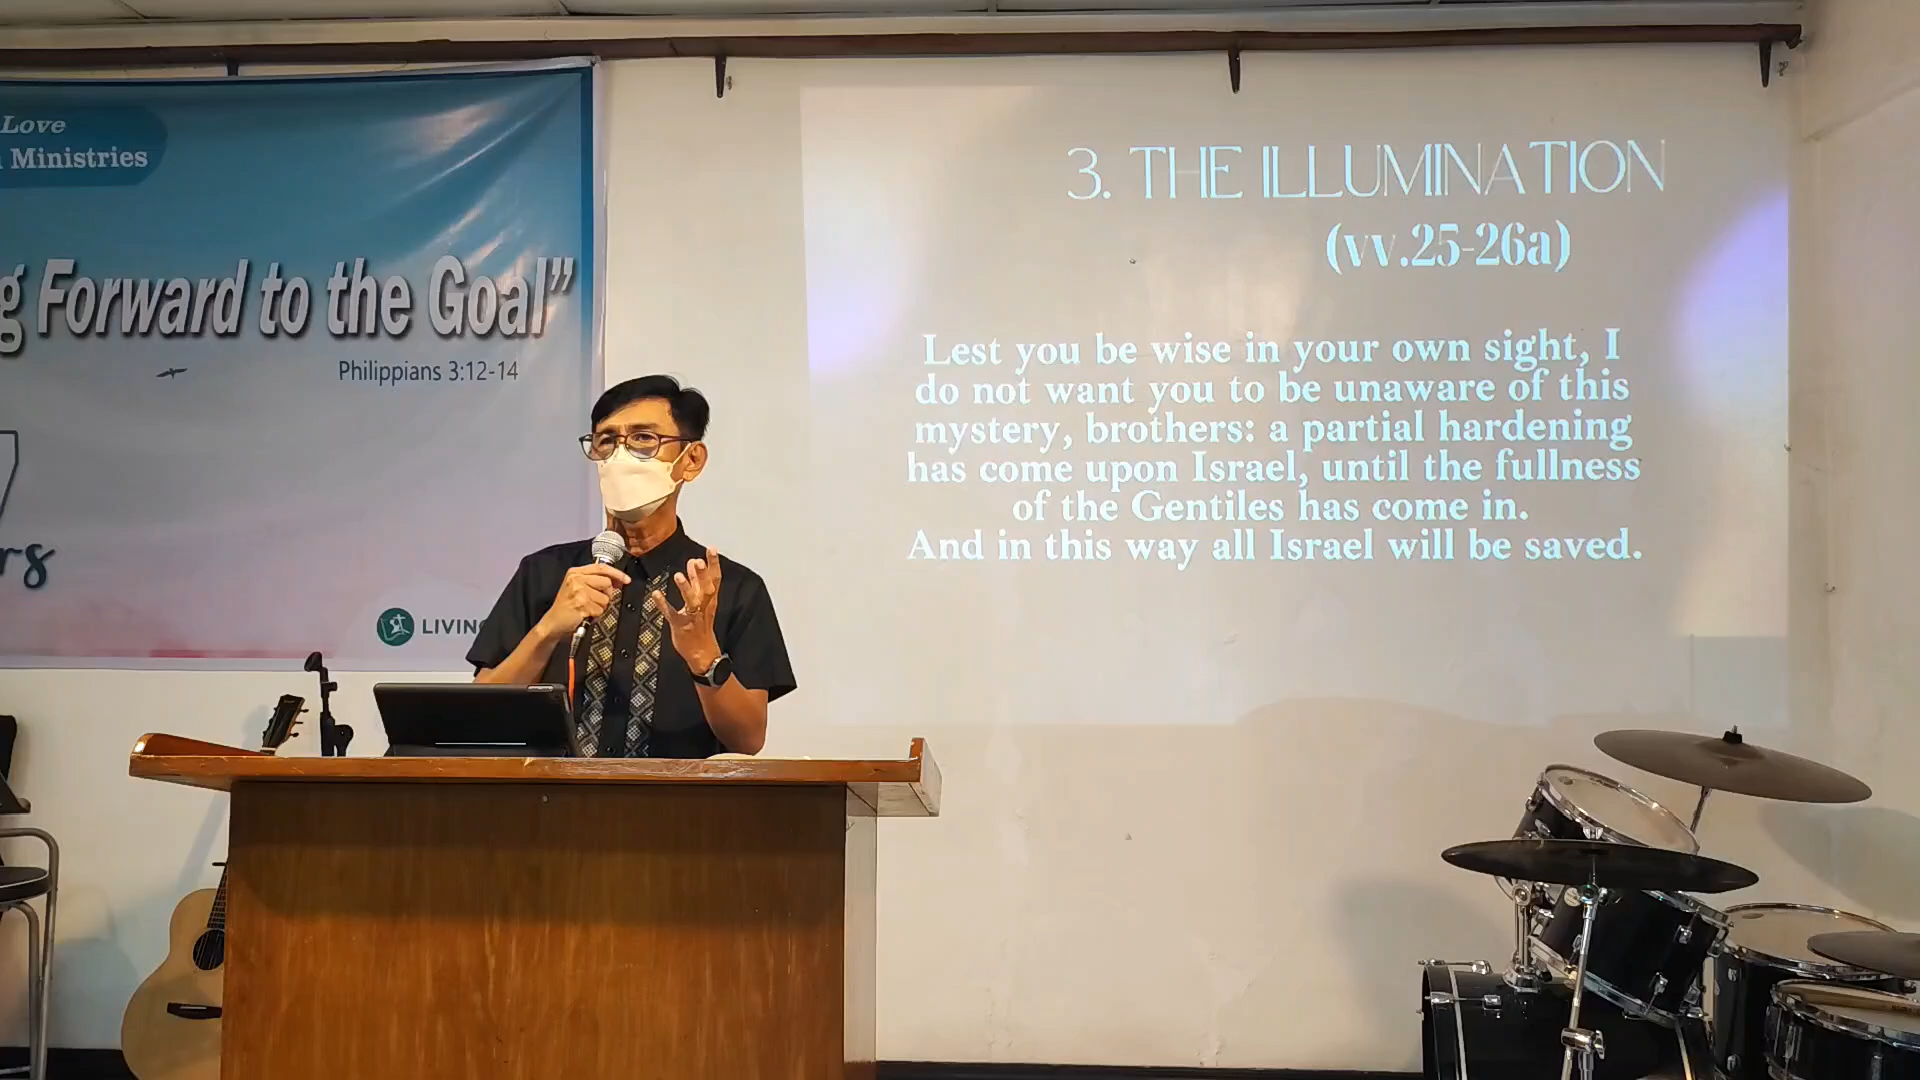 Love
Ministries
g Forward to the Goal”
Philippians 3:12-14
rs
LIVING
3. THE ILLUMINATION
(vv.25-26a)
Lest you be wise in your own sight, I
do not want you to be unaware of this
mystery, brothers: a partial hardening
has come upon Israel, until the fullness
of the Gentiles has come in.
And in this way all Israel will be saved.